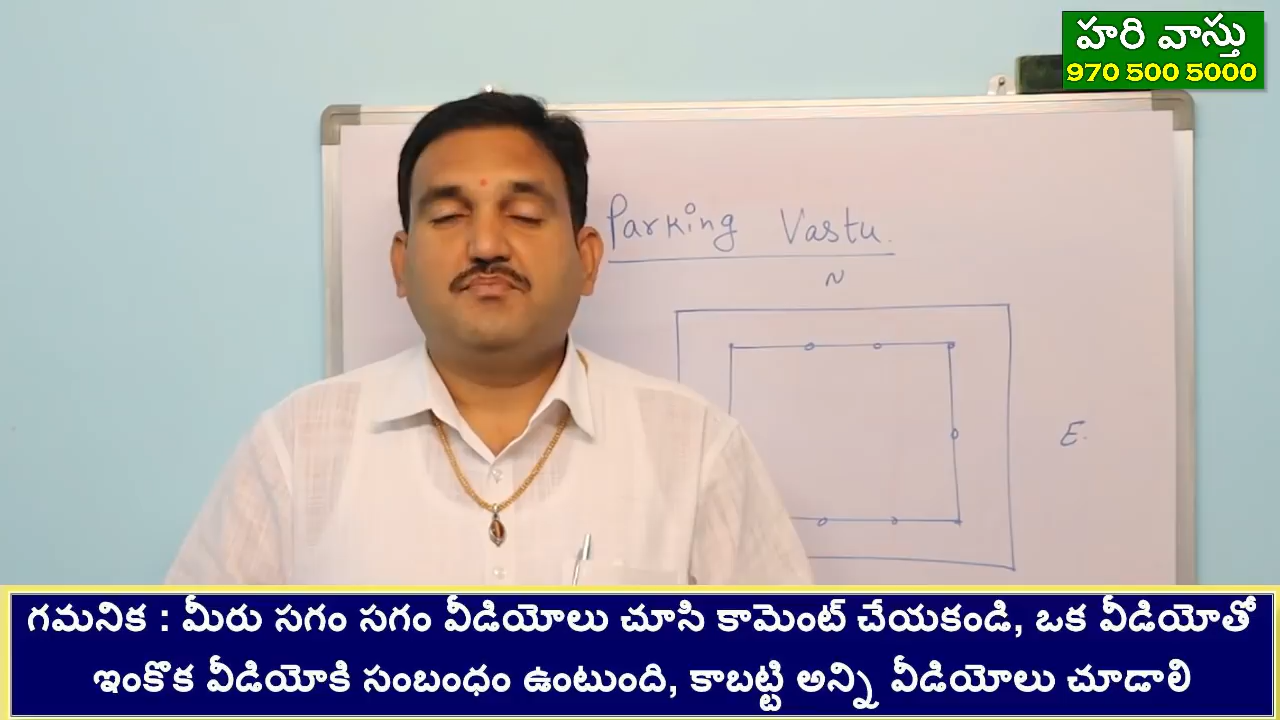 హరి వాస్తు
970 500 5000
Parking Vastu.
N
E.
గమనిక : మీరు సగం సగం వీడియోలు చూసి కామెంట్ చేయకండి, ఒక వీడియోతో
ఇంకొక వీడియోకి సంబంధం ఉంటుంది, కాబట్టి అన్ని వీడియోలు చూడాలి